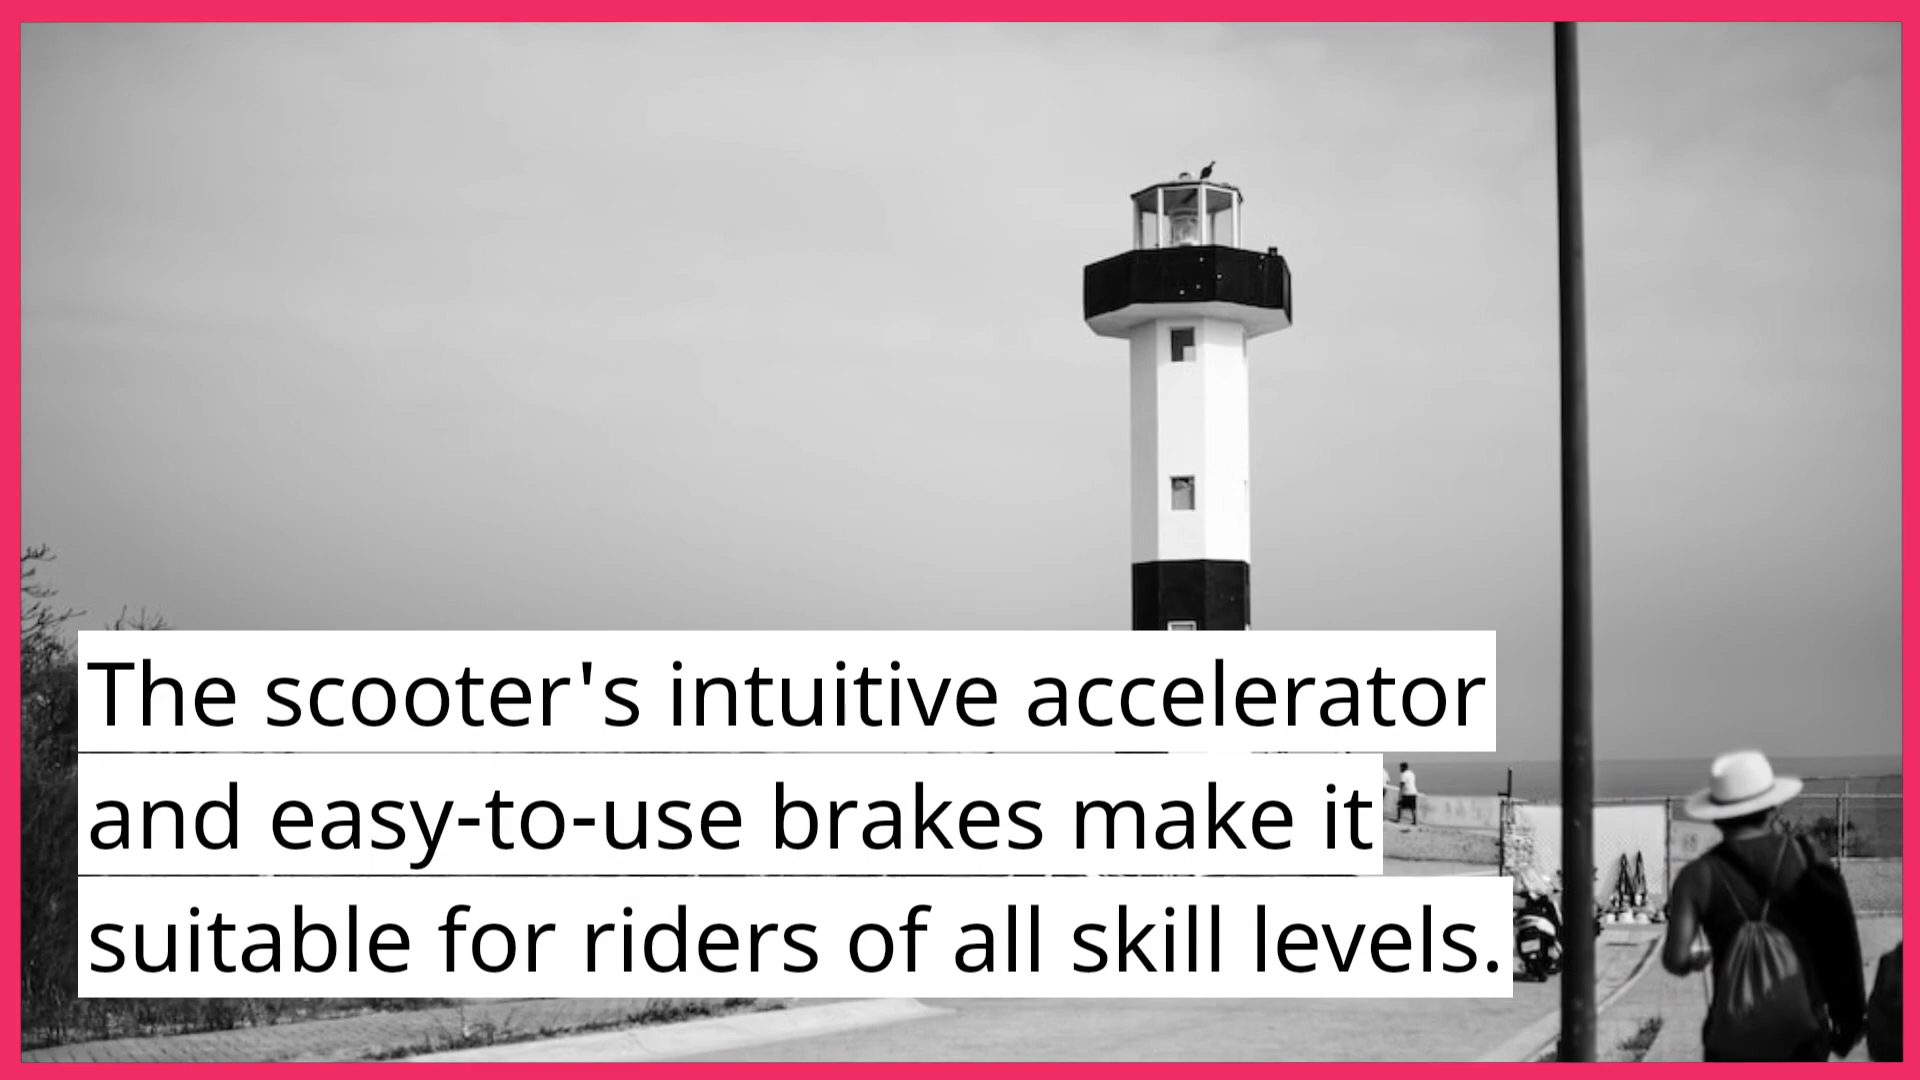 The scooter's intuitive accelerator
and easy-to-use brakes make it
suitable for riders of all skill levels.